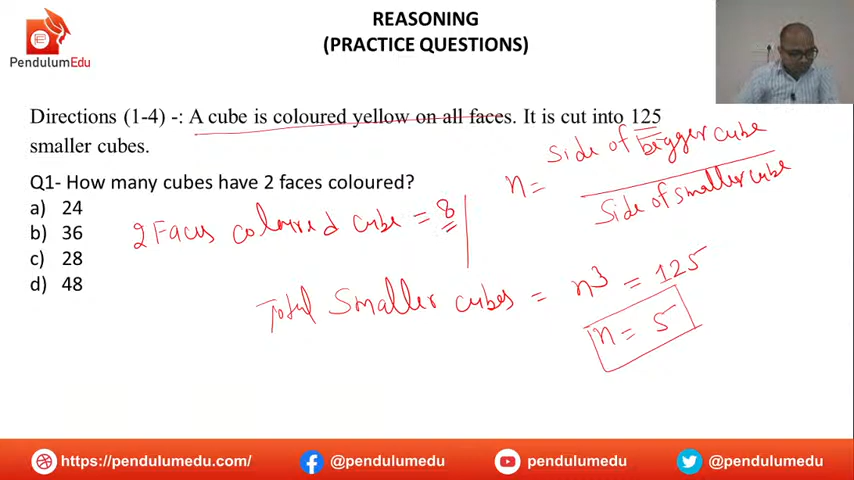 REASONING
(PRACTICE QUESTIONS)
PendulumEdu
Directions (1-4) -: A cube is coloured yellow on all faces. It is cut into 125
smaller cubes.
Q1- How many cubes have 2 faces coloured?
a) 24
b) 36
c) 28
d) 48
n = Side of bigger cube
Side of smaller cube
2 Faces coloured cube = 8
Total Smaller cubes = n³ = 125
n = 5
https://pendulumedu.com/
@pendulumedu
pendulumedu
@pendulumedu